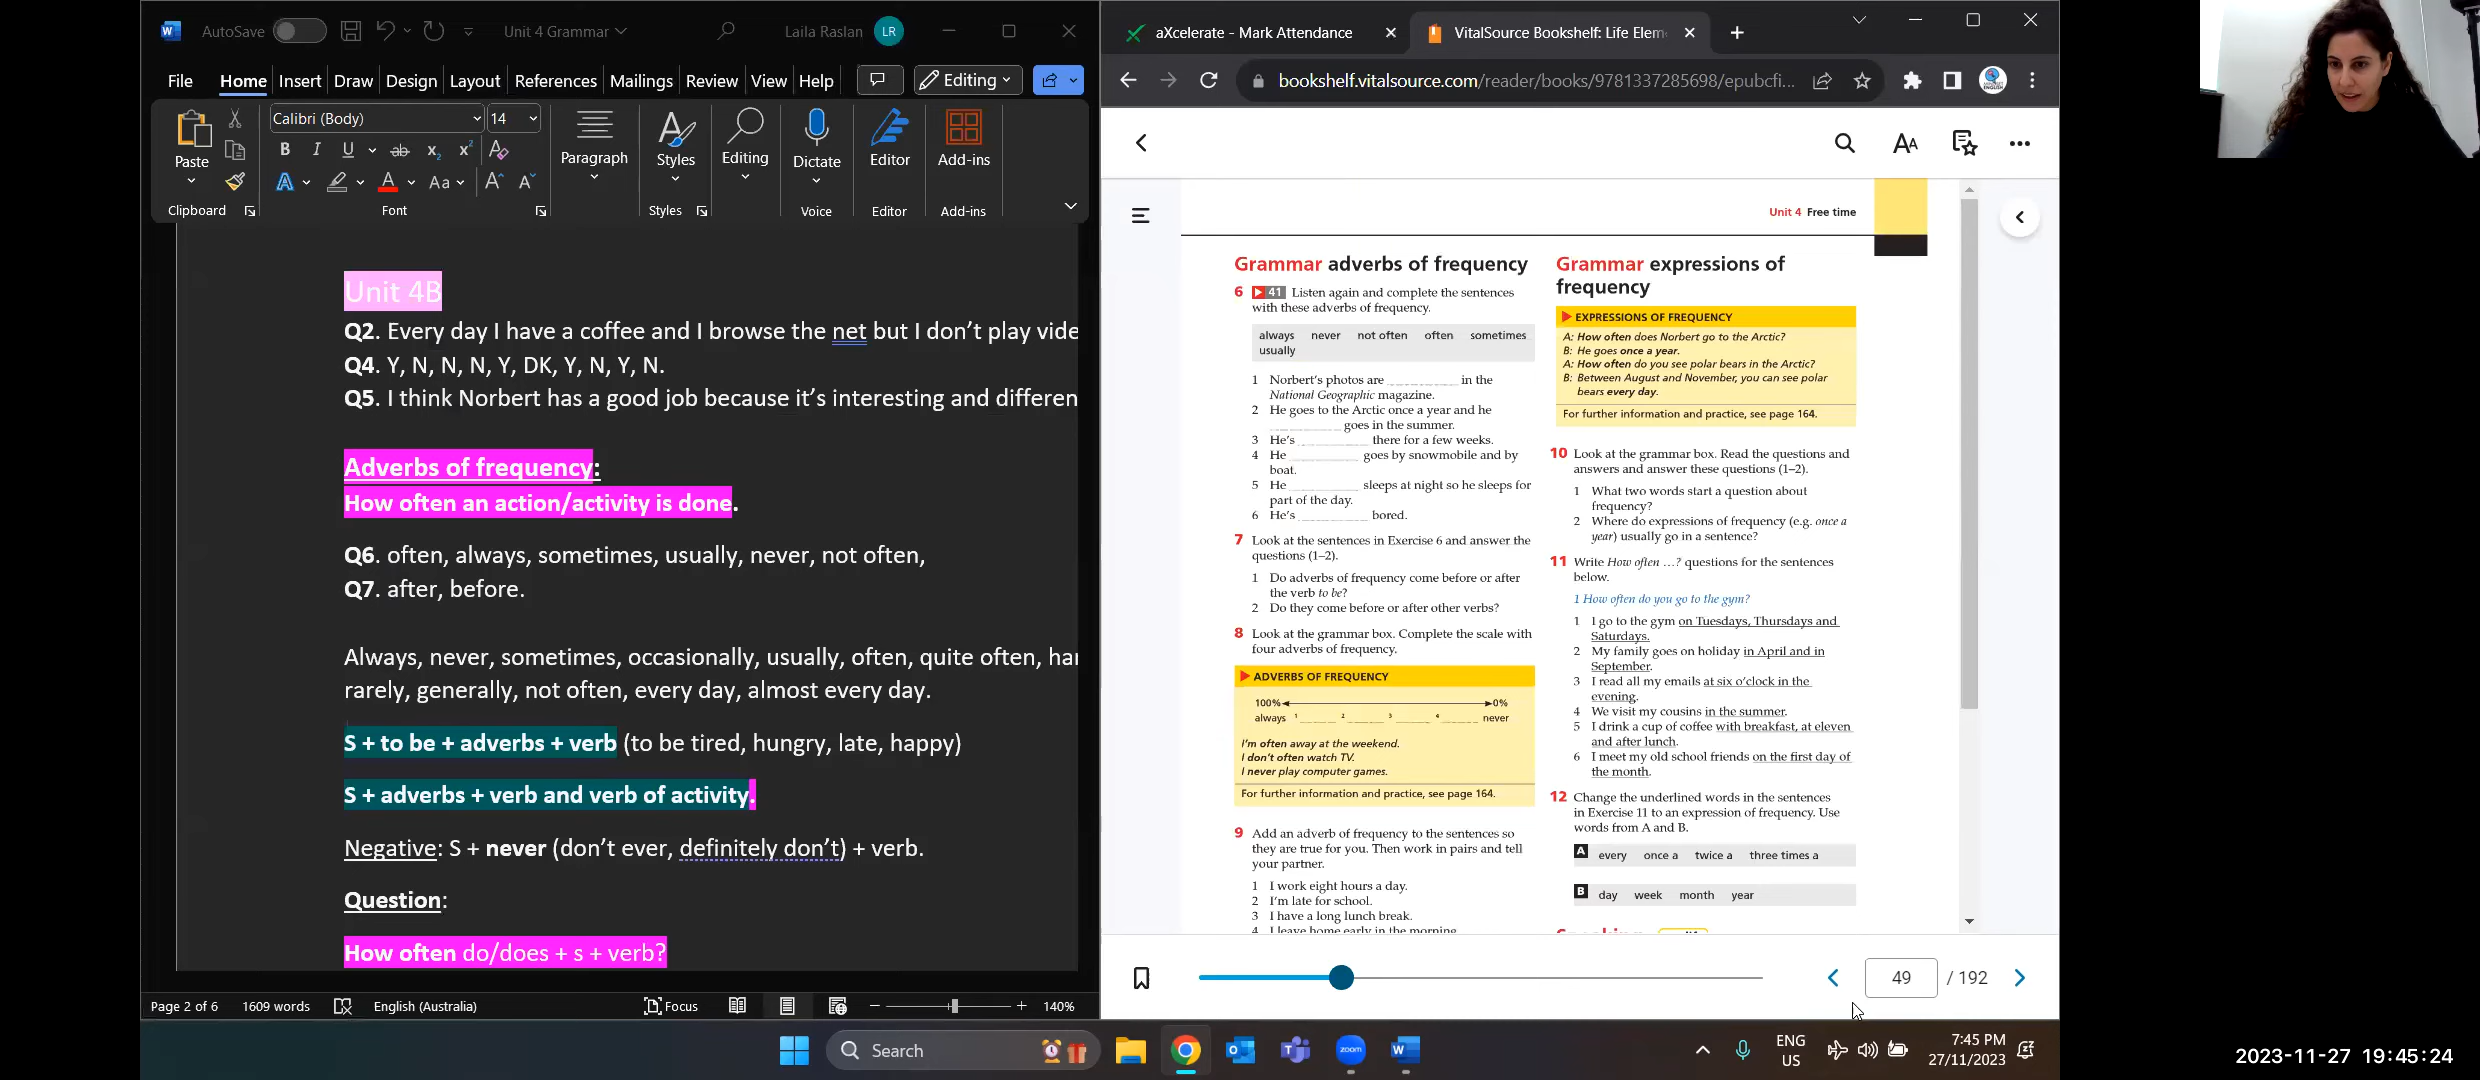 AutoSave
Unit 4 Grammar
Laila Raslan
LR
File Home Insert Draw Design Layout References Mailings Review View Help
Editing
Calibri (Body) 14
Paste
Paragraph
Styles
Editing
Dictate
Editor
Add-ins
Clipboard
Font
Styles
Voice
Editor
Add-ins
Unit 4B
Q2. Every day I have a coffee and I browse the net but I don’t play vide
Q4. Y, N, N, N, Y, DK, Y, N, Y, N.
Q5. I think Norbert has a good job because it’s interesting and differen
Adverbs of frequency:
How often an action/activity is done.
Q6. often, always, sometimes, usually, never, not often,
Q7. after, before.
Always, never, sometimes, occasionally, usually, often, quite often, har
rarely, generally, not often, every day, almost every day.
S + to be + adverbs + verb (to be tired, hungry, late, happy)
S + adverbs + verb and verb of activity.
Negative: S + never (don’t ever, definitely don’t) + verb.
Question:
How often do/does + s + verb?
Page 2 of 6 1609 words English (Australia) Focus 140%
aXcelerate - Mark Attendance
VitalSource Bookshelf: Life Elem
bookshelf.vitalsource.com/reader/books/9781337285698/epubcfi...
Unit 4 Free time
Grammar adverbs of frequency
6 41 Listen again and complete the sentences
with these adverbs of frequency.
always never not often often sometimes
usually
1 Norbert’s photos are ________ in the
National Geographic magazine.
2 He goes to the Arctic once a year and he
________ goes in the summer.
3 He’s ________ there for a few weeks.
4 He ________ goes by snowmobile and by
boat.
5 He ________ sleeps at night so he sleeps for
part of the day.
6 He’s ________ bored.
7 Look at the sentences in Exercise 6 and answer the
questions (1–2).
1 Do adverbs of frequency come before or after
the verb to be?
2 Do they come before or after other verbs?
8 Look at the grammar box. Complete the scale with
four adverbs of frequency.
ADVERBS OF FREQUENCY
100% 0%
always 1 ____ 2 ____ 3 ____ 4 ____ never
I’m often away at the weekend.
I don’t often watch TV.
I never play computer games.
For further information and practice, see page 164.
9 Add an adverb of frequency to the sentences so
they are true for you. Then work in pairs and tell
your partner.
1 I work eight hours a day.
2 I’m late for school.
3 I have a long lunch break.
4 I leave home early in the morning
Grammar expressions of
frequency
EXPRESSIONS OF FREQUENCY
A: How often does Norbert go to the Arctic?
B: He goes once a year.
A: How often do you see polar bears in the Arctic?
B: Between August and November, you can see polar
bears every day.
For further information and practice, see page 164.
10 Look at the grammar box. Read the questions and
answers and answer these questions (1–2).
1 What two words start a question about
frequency?
2 Where do expressions of frequency (e.g. once a
year) usually go in a sentence?
11 Write How often …? questions for the sentences
below.
1 How often do you go to the gym?
1 I go to the gym on Tuesdays, Thursdays and
Saturdays.
2 My family goes on holiday in April and in
September.
3 I read all my emails at six o’clock in the
evening.
4 We visit my cousins in the summer.
5 I drink a cup of coffee with breakfast, at eleven
and after lunch.
6 I meet my old school friends on the first day of
the month.
12 Change the underlined words in the sentences
in Exercise 11 to an expression of frequency. Use
words from A and B.
A every once a twice a three times a
B day week month year
49 / 192
Search
zoom
ENG
US
7:45 PM
27/11/2023
2023-11-27 19:45:24